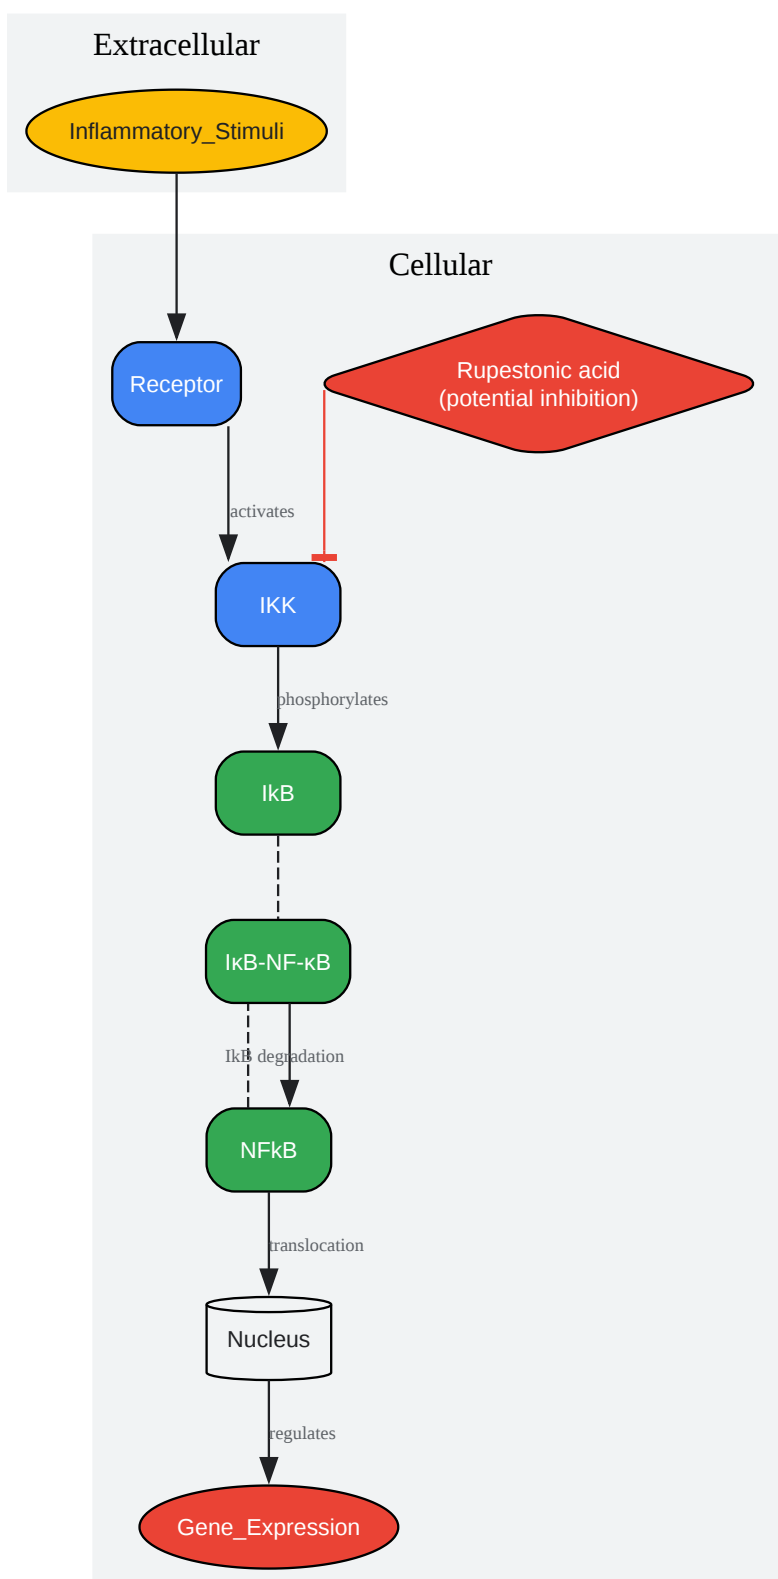 Extracellular
Inflammatory_Stimuli
Cellular
Receptor
Rupestonic acid
(potential inhibition)
activates
IKK
phosphorylates
IkB
IκB-NF-κB
IkB degradation
NFkB
translocation
Nucleus
regulates
Gene_Expression